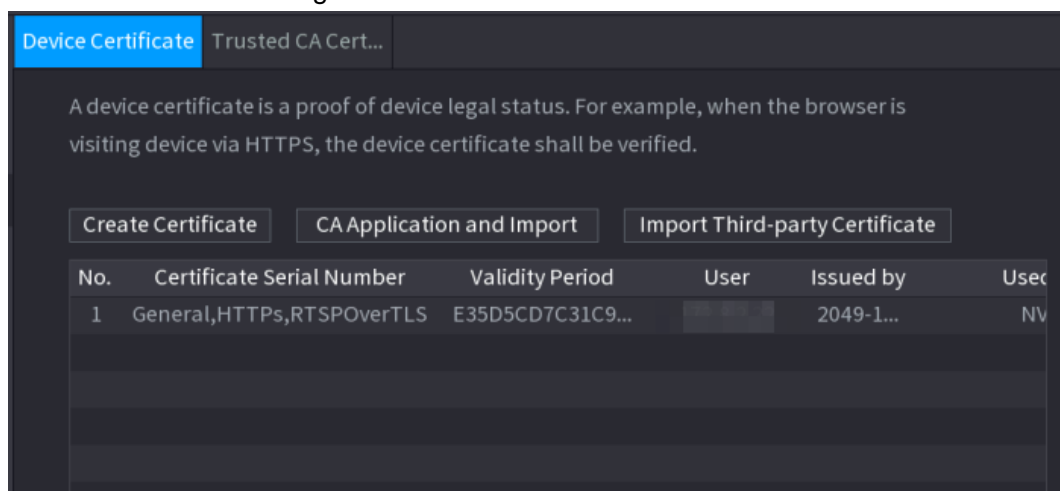 Device Certificate Trusted CA Cert...
A device certificate is a proof of device legal status. For example, when the browser is
visiting device via HTTPS, the device certificate shall be verified.
Create Certificate CA Application and Import Import Third-party Certificate
No. Certificate Serial Number Validity Period User Issued by Used
1 General,HTTPs,RTSPOverTLS E35D5CD7C31C9... 2049-1... NV